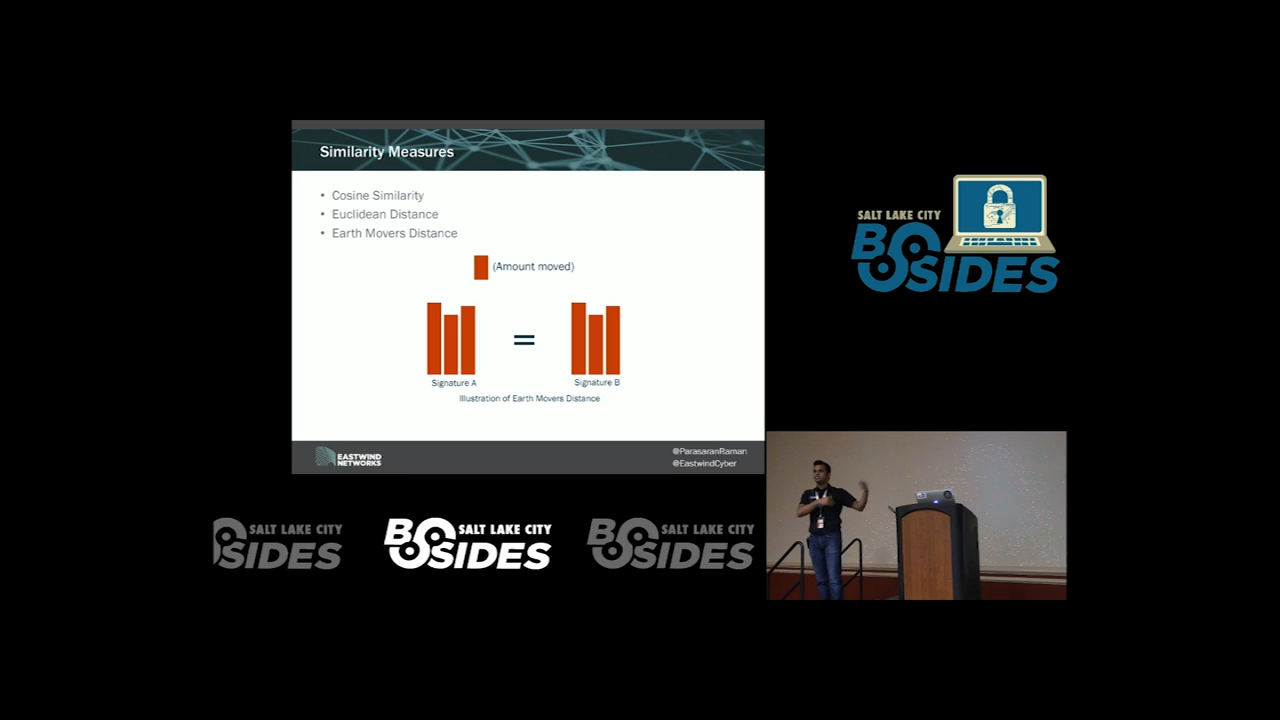 Similarity Measures
• Cosine Similarity
• Euclidean Distance
• Earth Movers Distance
(Amount moved)
=
Signature A
Signature B
Illustration of Earth Movers Distance
EASTWIND
NETWORKS
@ParasaranRaman
@EastwindCyber
SALT LAKE CITY
BSIDES
SALT LAKE CITY
SIDES
SALT LAKE CITY
BSIDES
SALT LAKE CITY
BSIDES